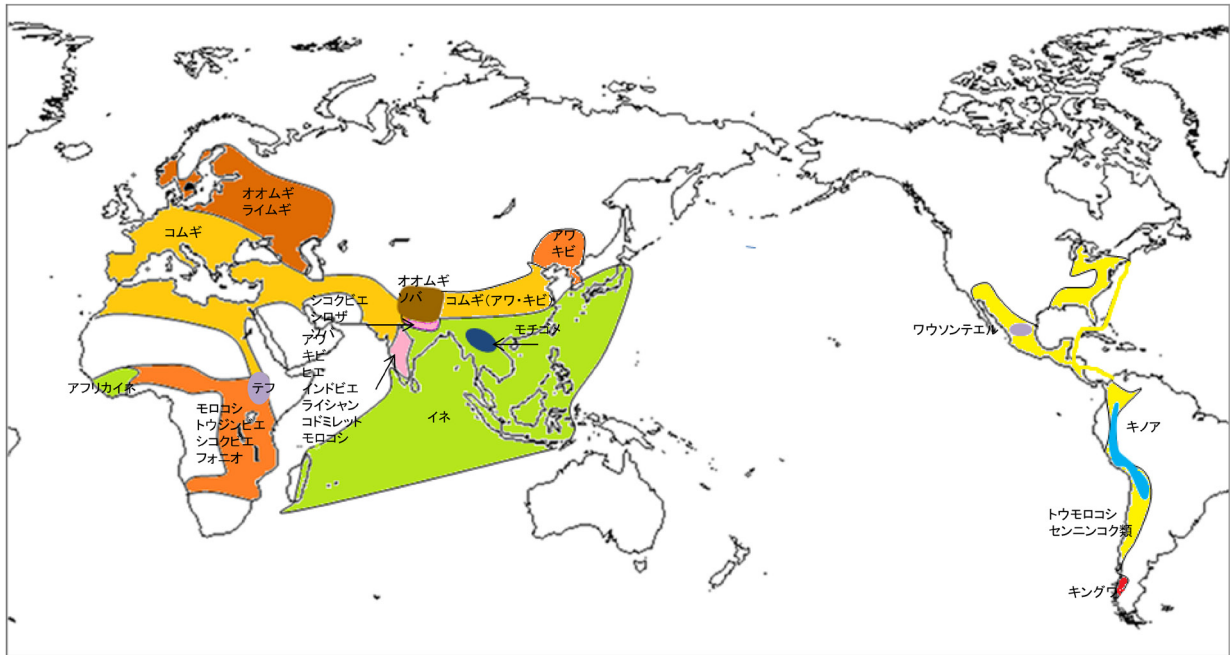 オオムギ
ライムギ
コムギ
アワ
キビ
オオムギ
ソバ
コムギ(アワ・キビ)
シコクビエ
シロザ
ソバ
アワ
キビ
ヒエ
インドビエ
ライシャン
コドミレット
モロコシ
モチコメ
イネ
アフリカイネ
テフ
モロコシ
トウジンビエ
シコクビエ
フォニオ
ワウソンテエル
キノア
トウモロコシ
センニンコク類
キングワ